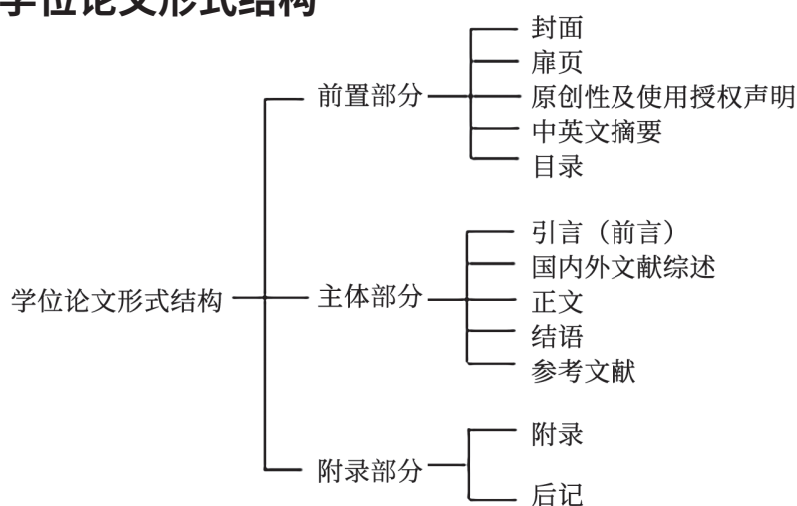 学位论文形式结构
封面
扉页
前置部分
原创性及使用授权声明
中英文摘要
目录
引言（前言）
国内外文献综述
学位论文形式结构
主体部分
正文
结语
参考文献
附录
附录部分
后记